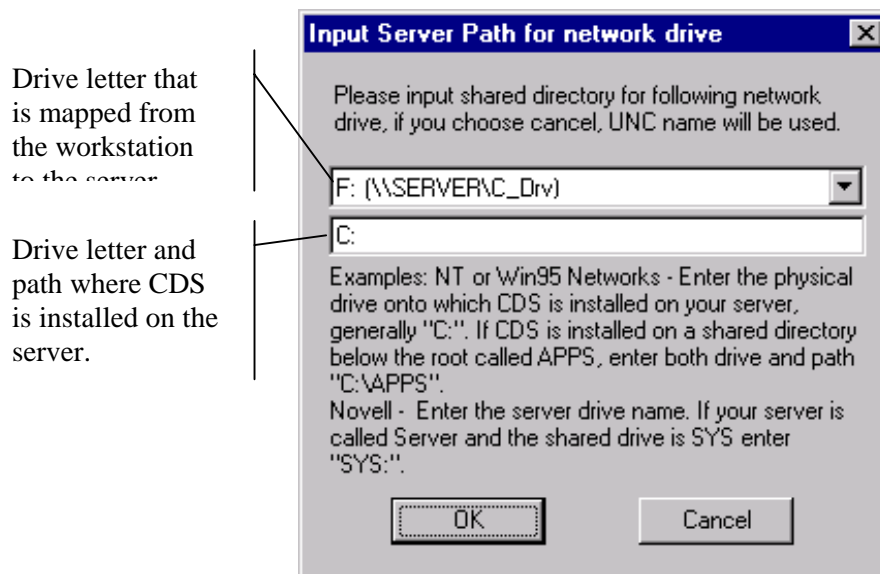 Input Server Path for network drive
Drive letter that
is mapped from
the workstation
to the server
Please input shared directory for following network
drive, if you choose cancel, UNC name will be used.
F: (\\SERVER\C_Drv)
C:
Drive letter and
path where CDS
is installed on the
server.
Examples: NT or Win95 Networks - Enter the physical
drive onto which CDS is installed on your server,
generally "C:". If CDS is installed on a shared directory
below the root called APPS, enter both drive and path
"C:\APPS".
Novell -  Enter the server drive name. If your server is
called Server and the shared drive is SYS enter
"SYS:".
OK
Cancel